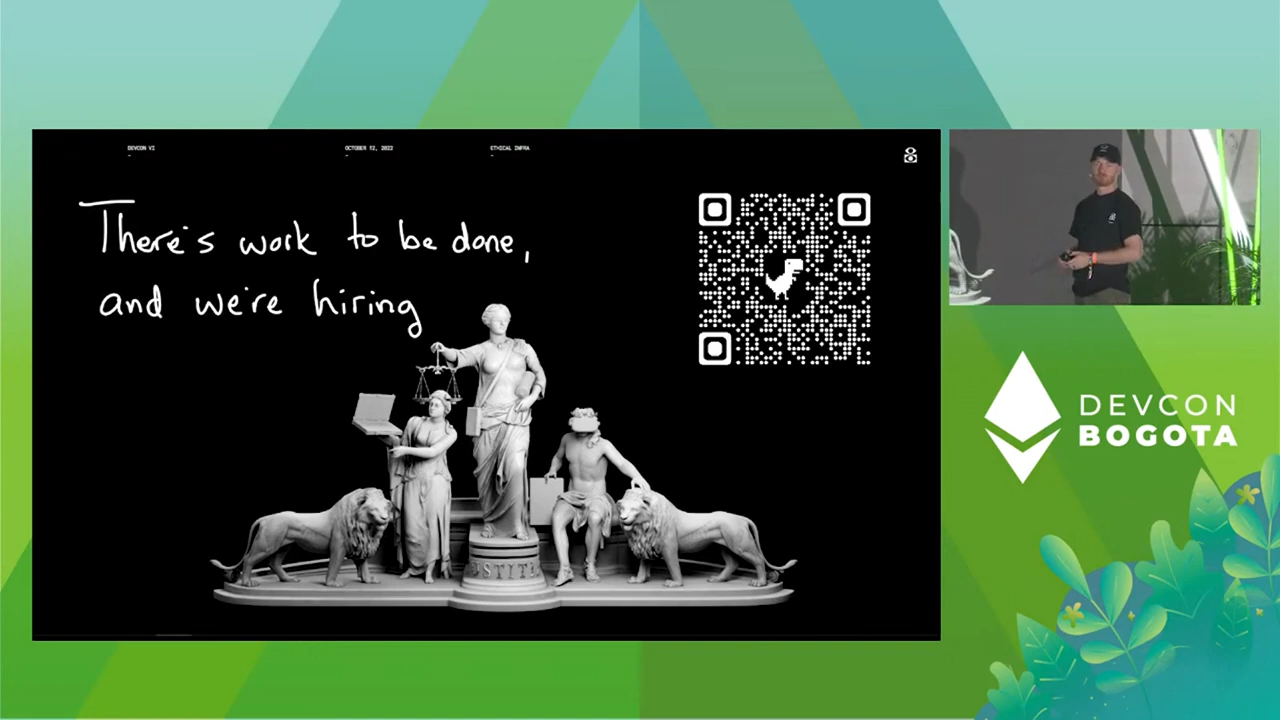 DEVCON VI
OCTOBER 12, 2022
ETHICAL INFRA
There's work to be done,
and we're hiring
DEVCON
BOGOTA